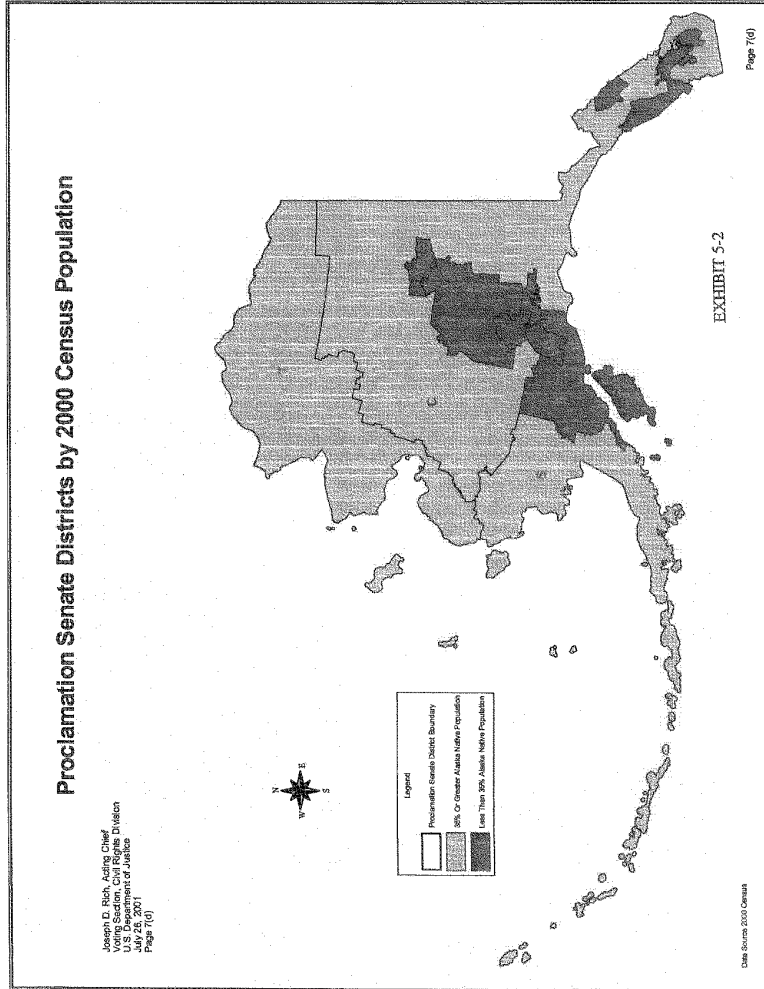 Proclamation Senate Districts by 2000 Census Population
Joseph D. Rich, Acting Chief
Voting Section, Civil Rights Division
U.S. Department of Justice
July 26, 2001
Page 7(d)
N
W E
S
Legend
Proclamation Senate District Boundary
35% Or Greater Alaska Native Population
Less Than 35% Alaska Native Population
T
C
S
EXHIBIT 5-2
Data Source 2000 Census
Page 7(d)